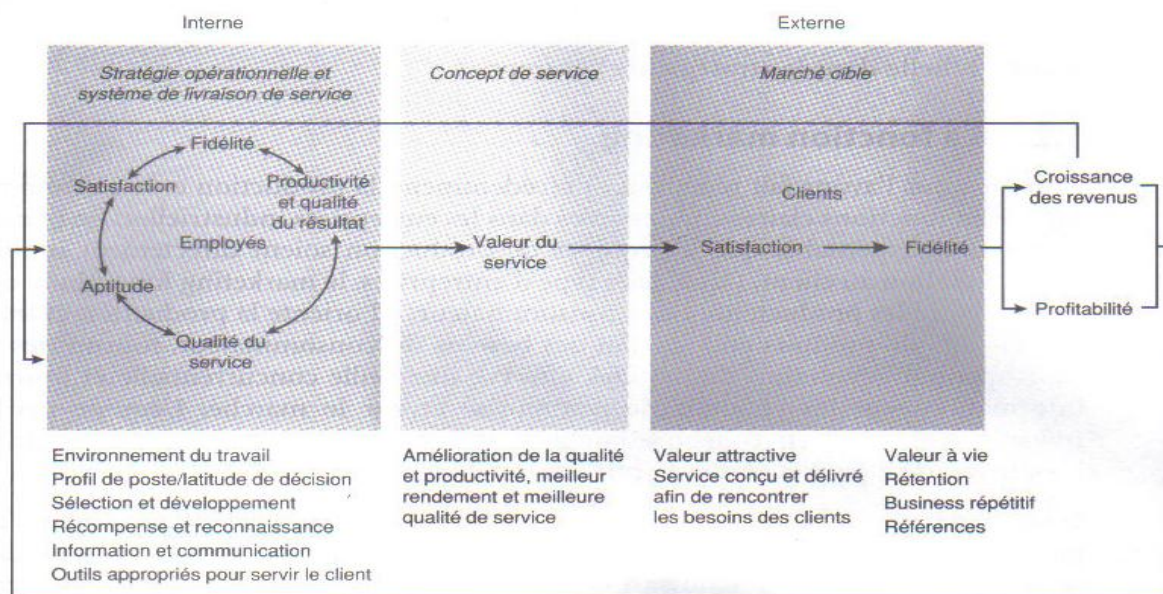 Interne
Externe
Stratégie opérationnelle et
système de livraison de service
Concept de service
Marché cible
Fidélité
Satisfaction
Productivité
et qualité
du résultat
Employés
Aptitude
Qualité du
service
Valeur du
service
Clients
Satisfaction
Fidélité
Croissance
des revenus
Profitabilité
Environnement du travail
Profil de poste/latitude de décision
Sélection et développement
Récompense et reconnaissance
Information et communication
Outils appropriés pour servir le client
Amélioration de la qualité
et productivité, meilleur
rendement et meilleure
qualité de service
Valeur attractive
Service conçu et délivré
afin de rencontrer
les besoins des clients
Valeur à vie
Rétention
Business répétitif
Références